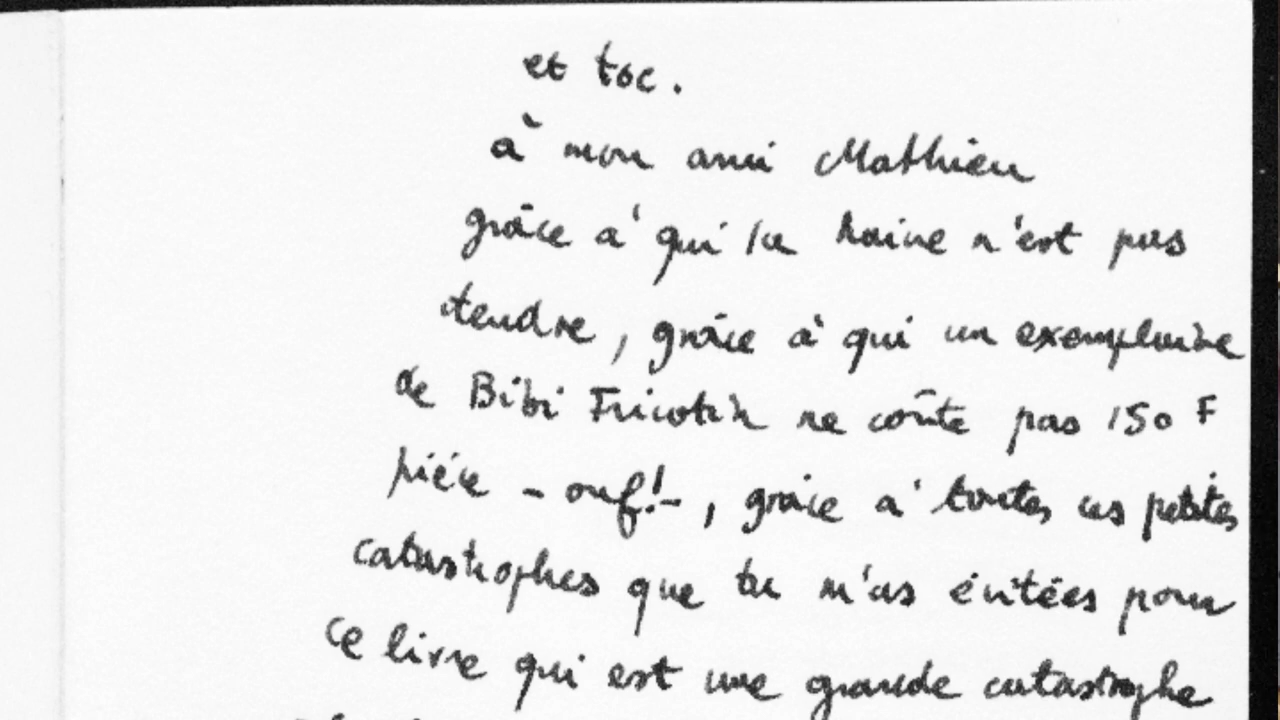 et toc.
à mon ami Mathieu
grâce à qui la haine n'est pas
tendre, grâce à qui un exemplaire
de Bibi Fricotin ne coûte pas 150 F
pièce - ouf! -, grâce à toutes ces petites
catastrophes que tu m'as évitées pour
ce livre qui est une grande catastrophe